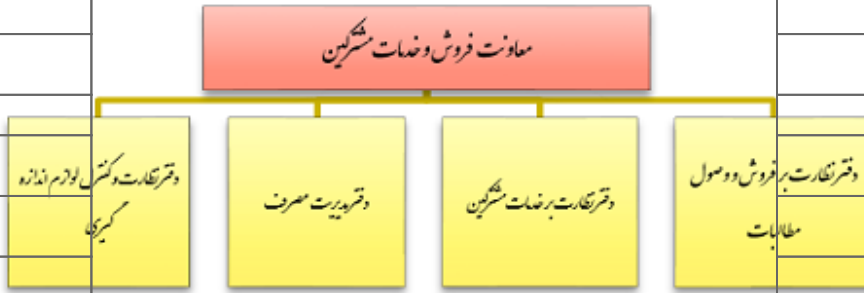 معاونت فروش و خدمات مشترکین
دفتر نظارت بر فروش و وصول
مطالبات
دفتر نظارت بر خدمات مشترکین
دفتر مدیریت مصرف
دفتر نظارت و کنترل لوازم اندازه
گیری